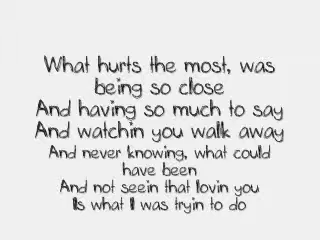 What hurts the most, was
being so close
And having so much to say
And watchin you walk away
And never knowing, what could
have been
And not seein that lovin you
Is what I was tryin to do